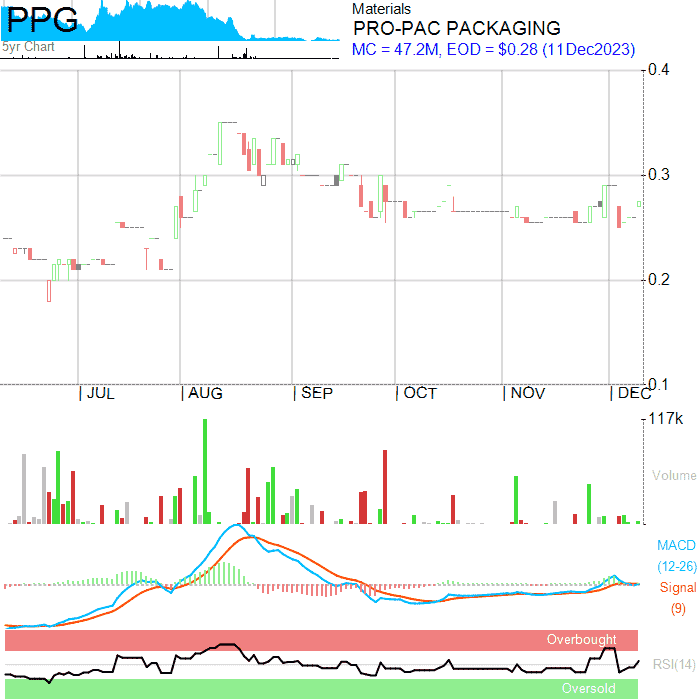 PPG
5yr Chart
Materials
PRO-PAC PACKAGING
MC = 47.2M, EOD = $0.28 (11Dec2023)
0.4
0.3
0.2
0.1
JUL AUG SEP OCT NOV DEC
117k
Volume
MACD
(12-26)
Signal
(9)
Overbought
RSI(14)
Oversold